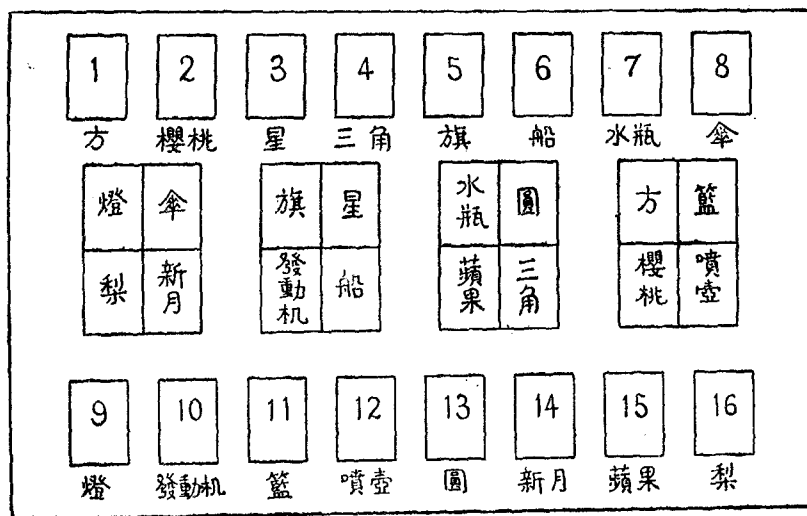 1 2 3 4 5 6 7 8
方 櫻桃 星 三角 旗 船 水瓶 傘
燈 傘 旗 星 水瓶 圓 方 籃
梨 新月 發動机 船 蘋果 三角 櫻桃 噴壺
9 10 11 12 13 14 15 16
燈 發動机 籃 噴壺 圓 新月 蘋果 梨